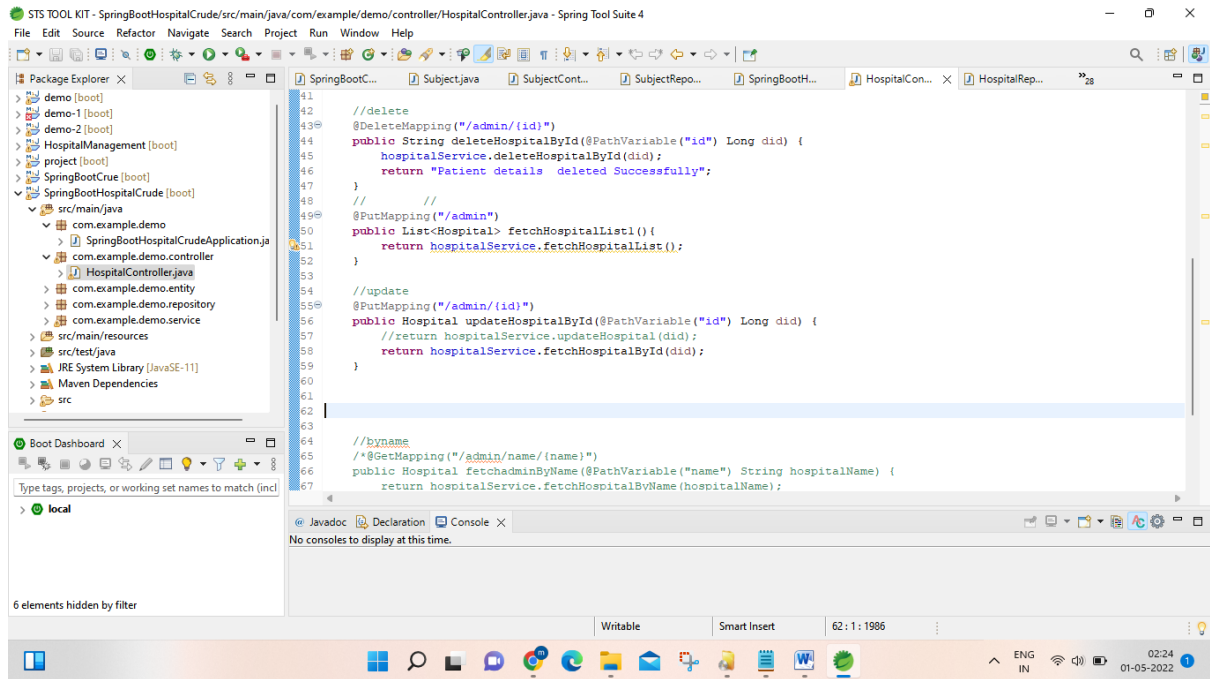 STS TOOL KIT - SpringBootHospitalCrude/src/main/java/com/example/demo/controller/HospitalController.java - Spring Tool Suite 4
File Edit Source Refactor Navigate Search Project Run Window Help
Package Explorer
demo [boot]
demo-1 [boot]
demo-2 [boot]
HospitalManagement [boot]
project [boot]
SpringBootCrue [boot]
SpringBootHospitalCrude [boot]
src/main/java
com.example.demo
SpringBootHospitalCrudeApplication.ja
com.example.demo.controller
HospitalController.java
com.example.demo.entity
com.example.demo.repository
com.example.demo.service
src/main/resources
src/test/java
JRE System Library [JavaSE-11]
Maven Dependencies
src
SpringBootC... Subject.java SubjectCont... SubjectRepo... SpringBootH... HospitalCon... HospitalRep... »28
41
42 //delete
43 @DeleteMapping("/admin/{id}")
44 public String deleteHospitalById(@PathVariable("id") Long did) {
45 hospitalService.deleteHospitalById(did);
46 return "Patient details  deleted Successfully";
47 }
48 // //
49 @PutMapping("/admin")
50 public List<Hospital> fetchHospitalList1(){
51 return hospitalService.fetchHospitalList();
52 }
53
54 //update
55 @PutMapping("/admin/{id}")
56 public Hospital updateHospitalById(@PathVariable("id") Long did) {
57 //return hospitalService.updateHospital(did);
58 return hospitalService.fetchHospitalById(did);
59 }
60
61
62
63
64 //byname
65 /*@GetMapping("/admin/name/{name}")
66 public Hospital fetchadminByName(@PathVariable("name") String hospitalName) {
67 return hospitalService.fetchHospitalByName(hospitalName);
Boot Dashboard
Type tags, projects, or working set names to match (incl
local
6 elements hidden by filter
@ Javadoc Declaration Console
No consoles to display at this time.
Writable Smart Insert 62 : 1 : 1986
ENG
IN
02:24
01-05-2022
1